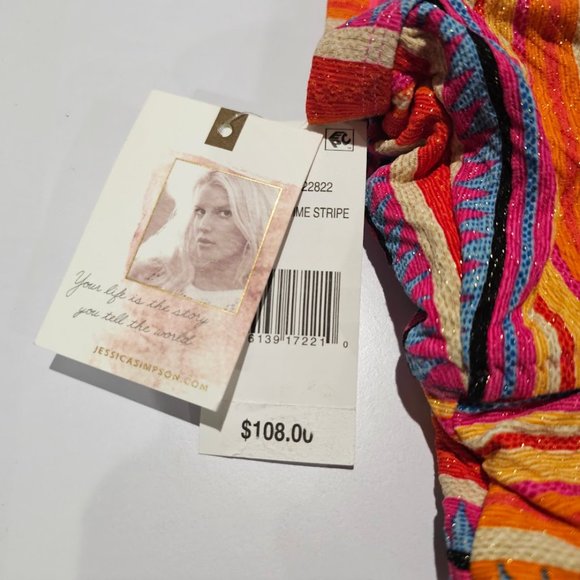 Your life is the story
you tell the world
JESSICASIMPSON.COM
22822
ME STRIPE
6139 17221 0
$108.00